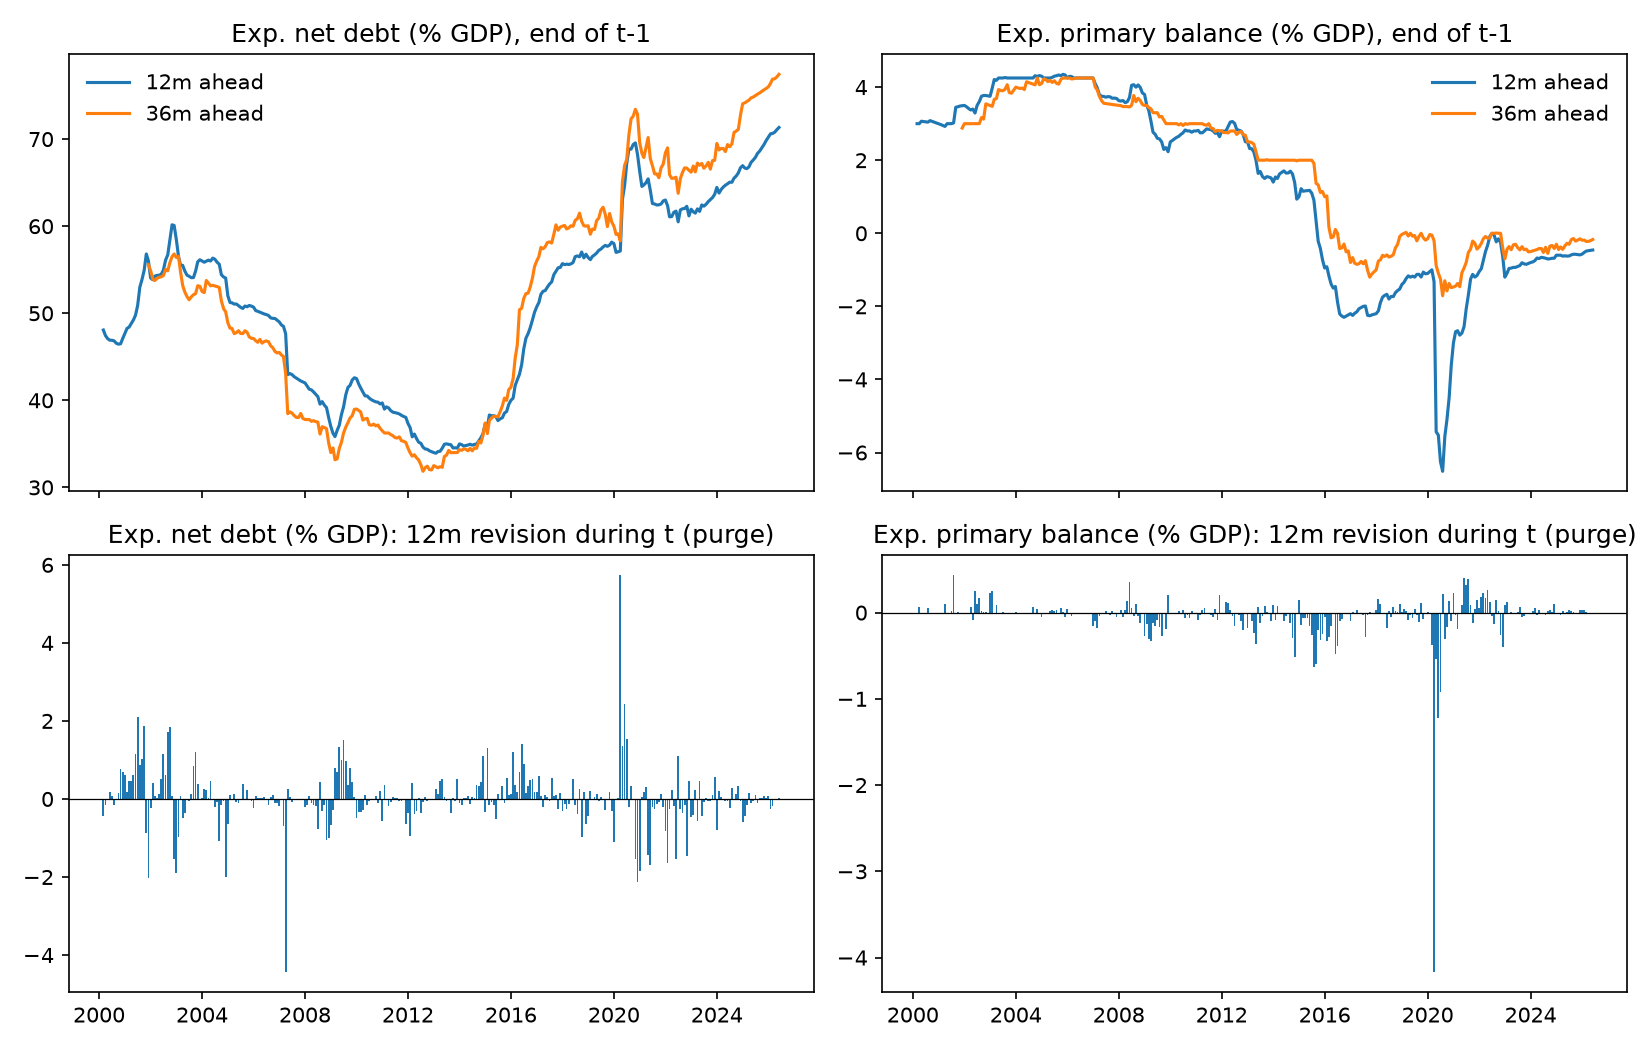 Exp. net debt (% GDP), end of t-1
12m ahead
36m ahead
70
60
50
40
30
Exp. primary balance (% GDP), end of t-1
12m ahead
36m ahead
4
2
0
−2
−4
−6
Exp. net debt (% GDP): 12m revision during t (purge)
6
4
2
0
−2
−4
2000 2004 2008 2012 2016 2020 2024
Exp. primary balance (% GDP): 12m revision during t (purge)
0
−1
−2
−3
−4
2000 2004 2008 2012 2016 2020 2024